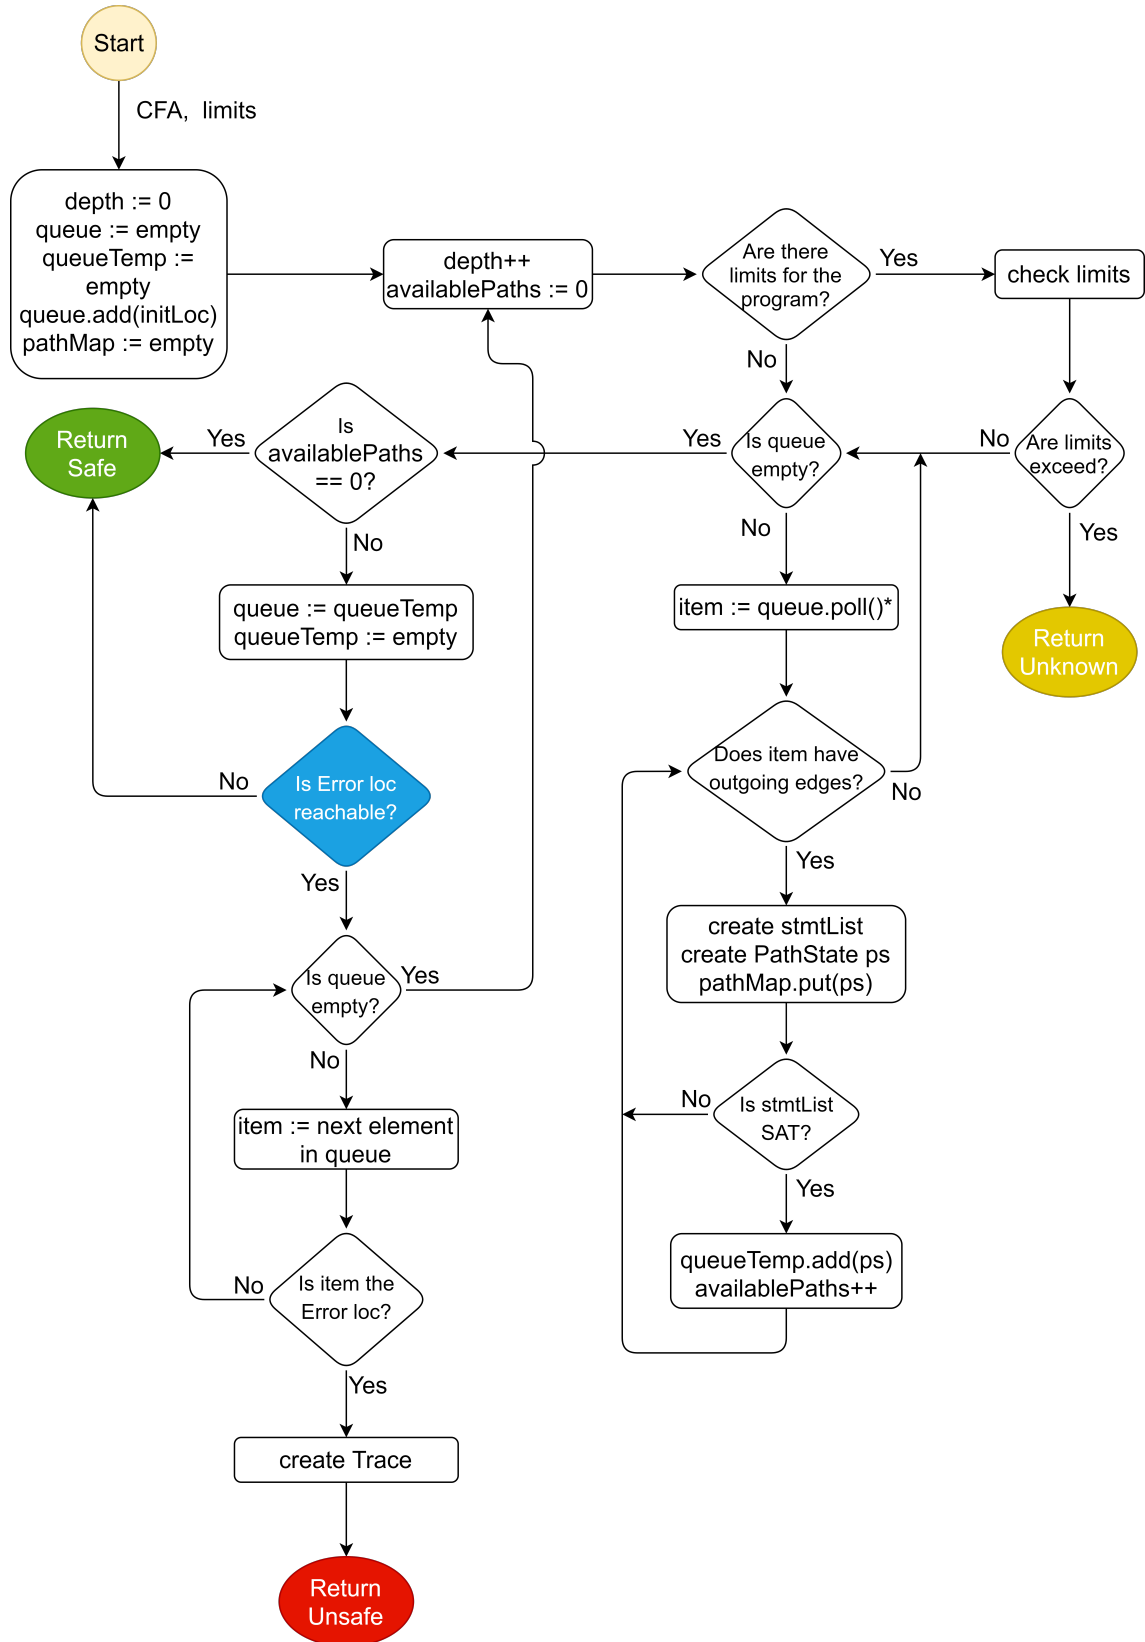 Start
CFA,  limits
depth := 0
queue := empty
queueTemp :=
empty
queue.add(initLoc)
pathMap := empty
depth++
availablePaths := 0
Are there
limits for the
program?
Yes
check limits
No
Is queue
empty?
Yes
No
Are limits
exceed?
No
Yes
Return
Unknown
Is
availablePaths
== 0?
Yes
Return
Safe
No
queue := queueTemp
queueTemp := empty
Is Error loc
reachable?
No
Yes
Is queue
empty?
Yes
No
item := next element
in queue
Is item the
Error loc?
No
Yes
create Trace
Return
Unsafe
item := queue.poll()*
Does item have
outgoing edges?
No
Yes
create stmtList
create PathState ps
pathMap.put(ps)
Is stmtList
SAT?
No
Yes
queueTemp.add(ps)
availablePaths++